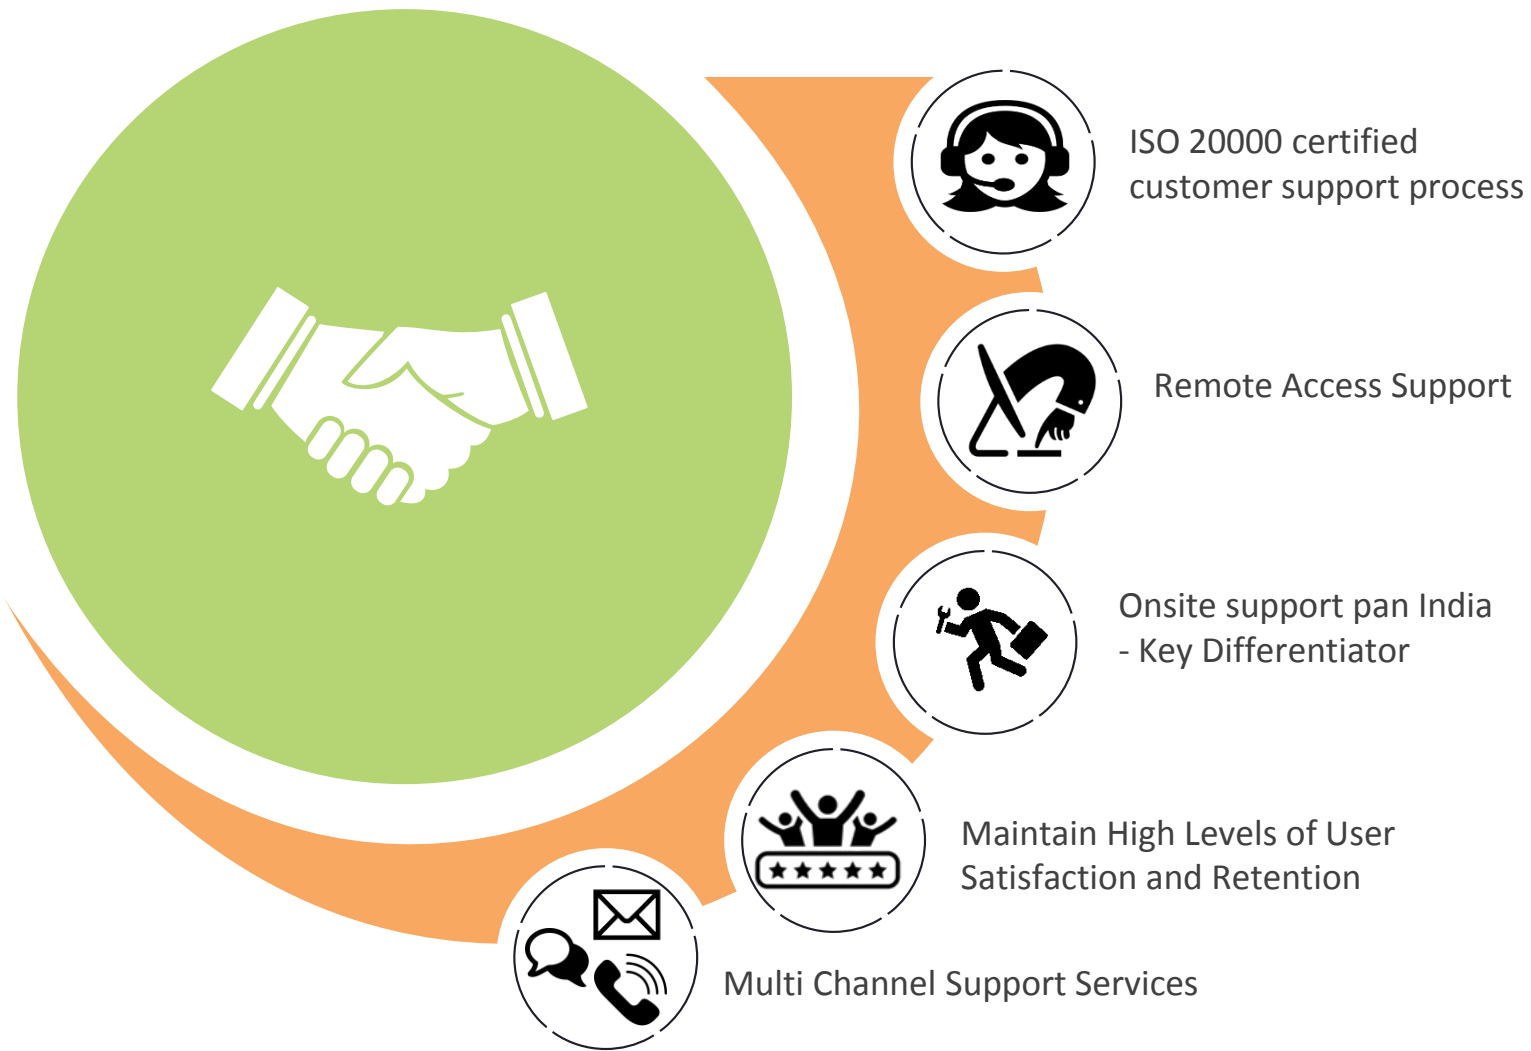 ISO 20000 certified
customer support process
Remote Access Support
Onsite support pan India
- Key Differentiator
Maintain High Levels of User
Satisfaction and Retention
Multi Channel Support Services